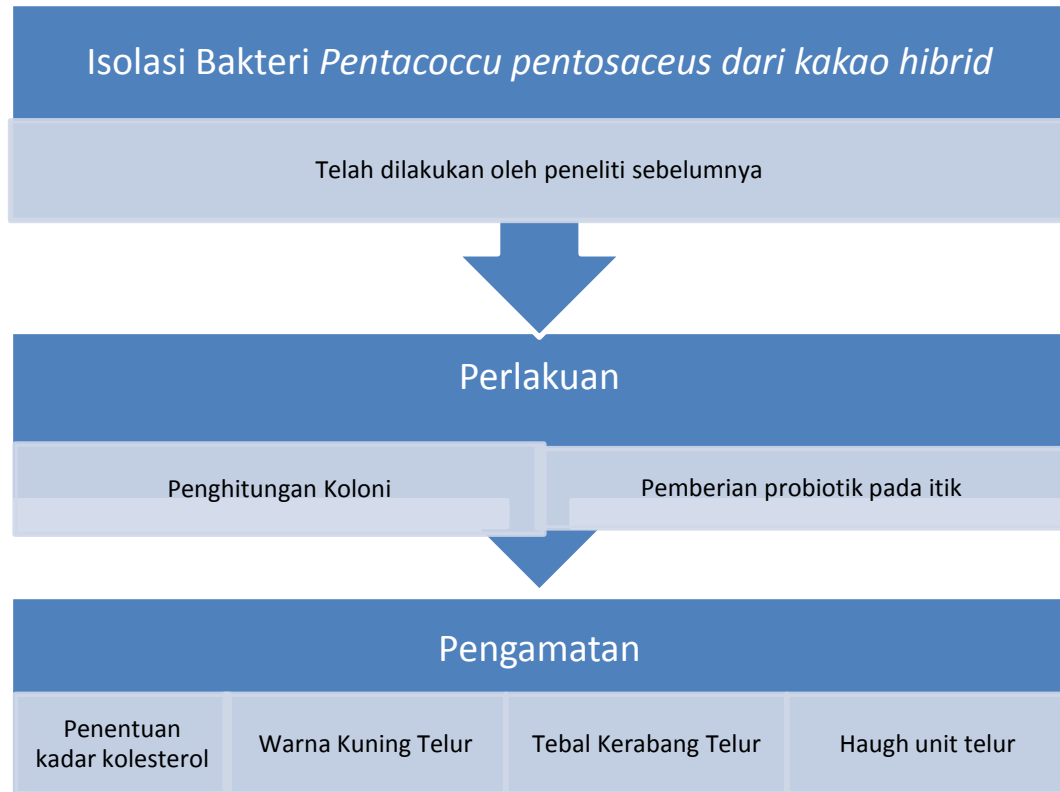 Isolasi Bakteri Pentacoccu pentosaceus dari kakao hibrid
Telah dilakukan oleh peneliti sebelumnya
Perlakuan
Penghitungan Koloni
Pemberian probiotik pada itik
Pengamatan
Penentuan
kadar kolesterol
Warna Kuning Telur
Tebal Kerabang Telur
Haugh unit telur